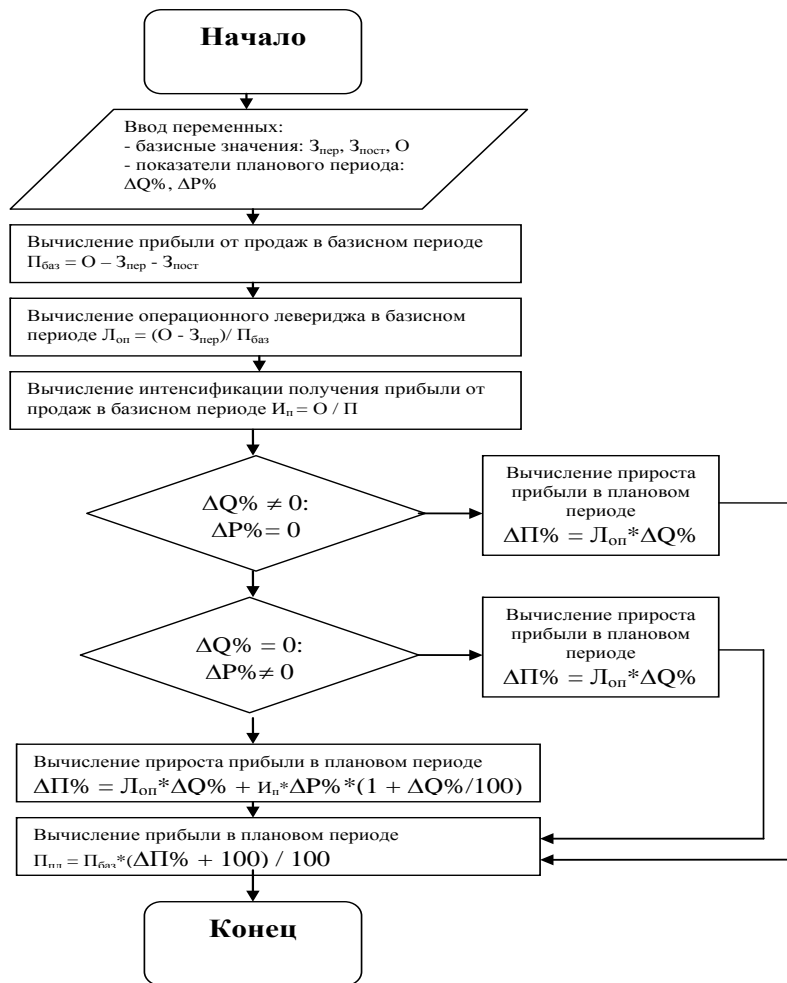 Начало
Ввод переменных:
- базисные значения: Зпер, Зпост, О
- показатели планового периода:
ΔQ%, ΔP%
Вычисление прибыли от продаж в базисном периоде
Пбаз = О – Зпер - Зпост
Вычисление операционного левериджа в базисном
периоде Лоп = (О - Зпер)/ Пбаз
Вычисление интенсификации получения прибыли от
продаж в базисном периоде Ип = О / П
ΔQ% ≠ 0:
ΔP%= 0
Вычисление прироста
прибыли в плановом
периоде
ΔП% = Лоп*ΔQ%
ΔQ% = 0:
ΔP%≠ 0
Вычисление прироста
прибыли в плановом
периоде
ΔП% = Лоп*ΔQ%
Вычисление прироста прибыли в плановом периоде
ΔП% = Лоп*ΔQ% + Ип*ΔP%*(1 + ΔQ%/100)
Вычисление прибыли в плановом периоде
Ппл = Пбаз*(ΔП% + 100) / 100
Конец